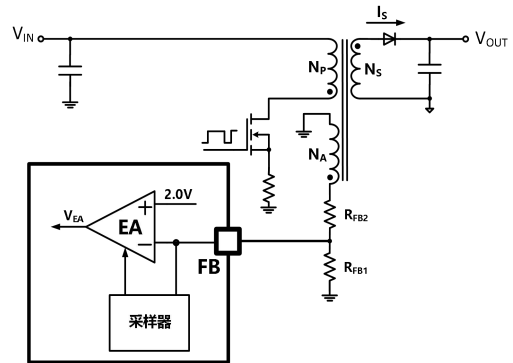 I_S
V_IN
V_OUT
N_P
N_S
N_A
2.0V
V_EA
EA
R_FB2
FB
R_FB1
采样器